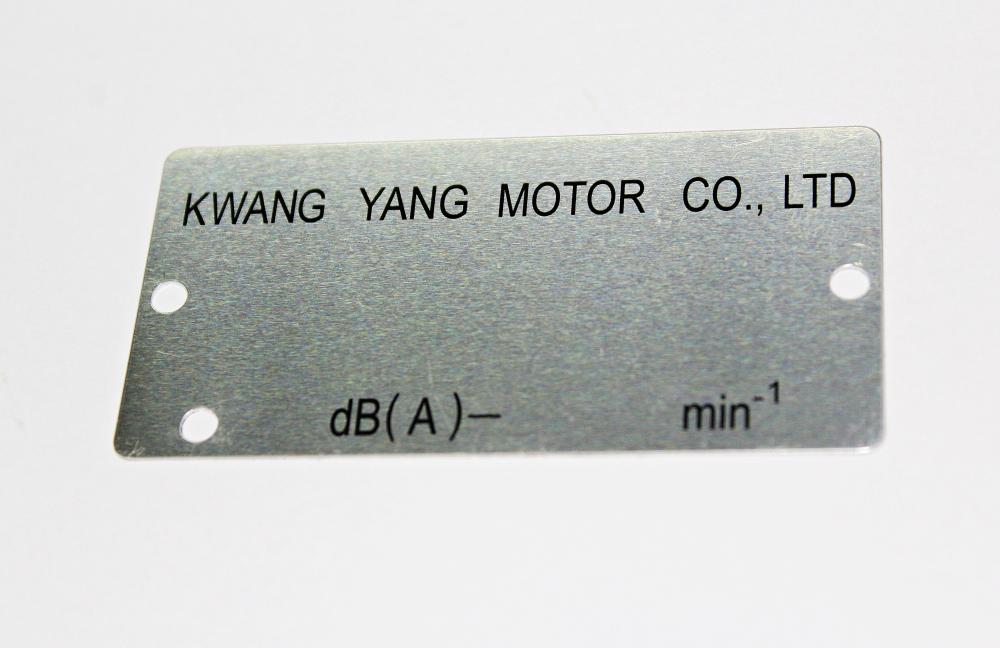 KWANG YANG MOTOR CO., LTD
dB(A)— min⁻¹